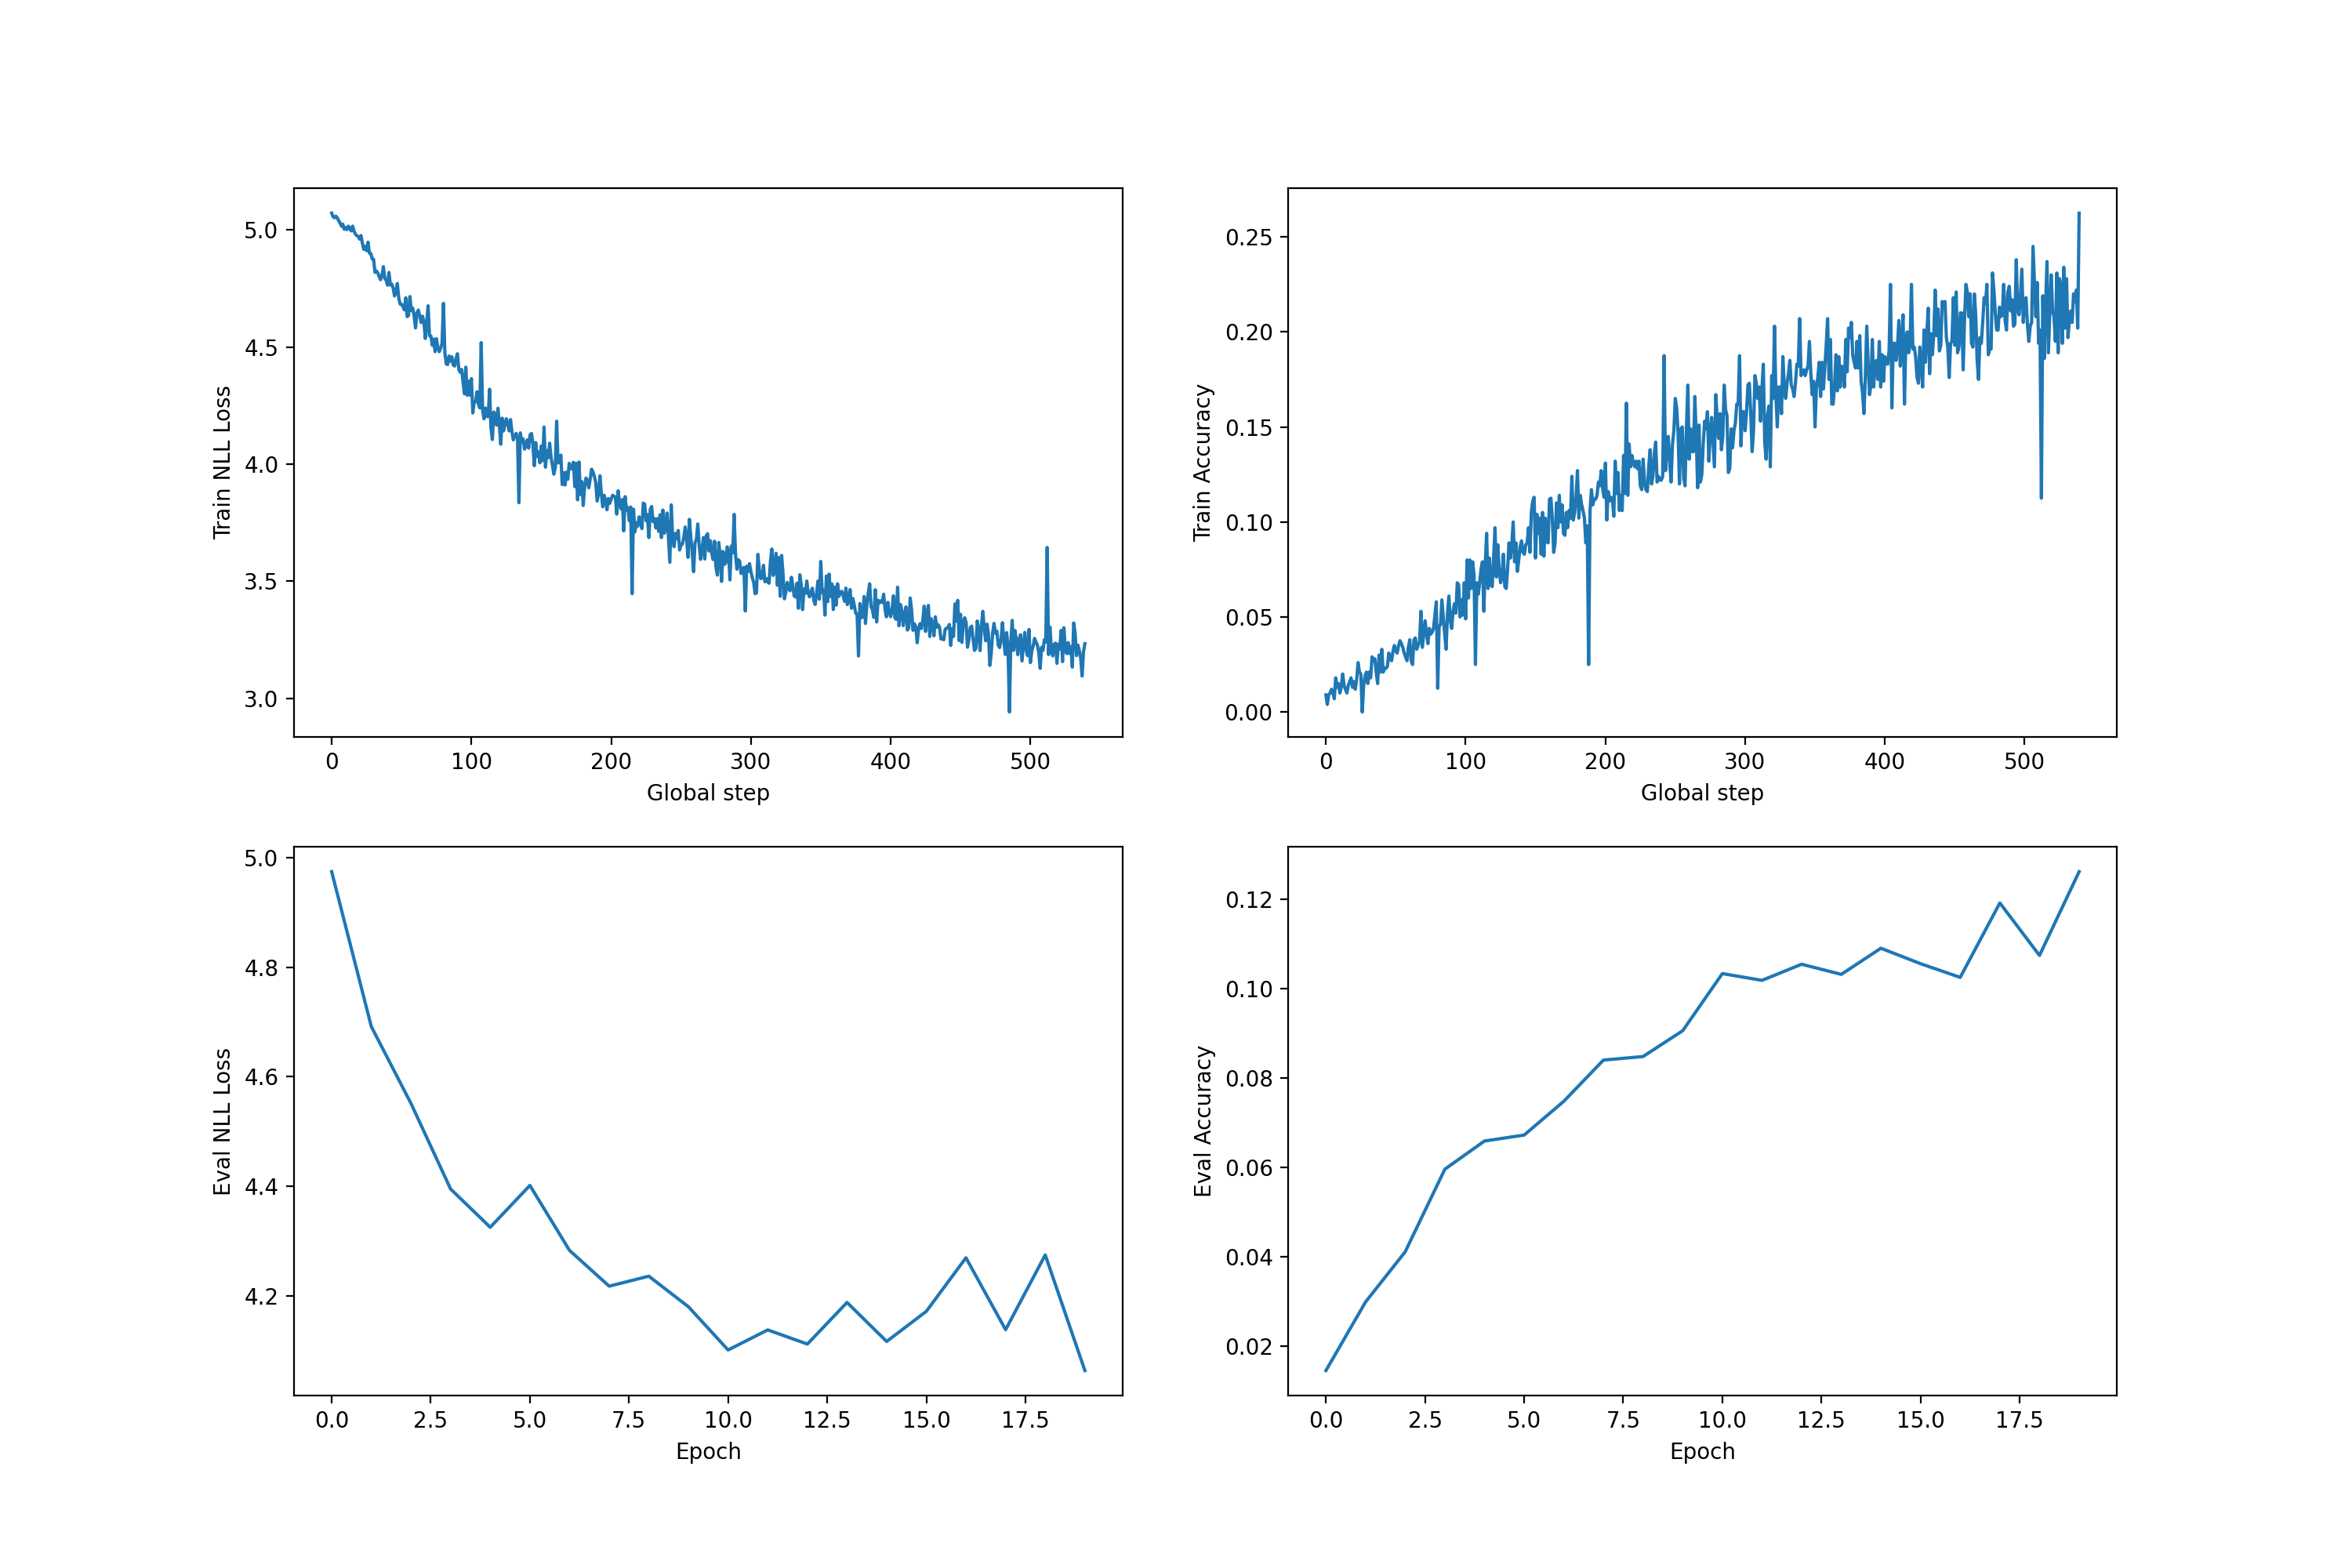 5.0
4.5
4.0
3.5
3.0
Train NLL Loss
0 100 200 300 400 500
Global step
0.25
0.20
0.15
0.10
0.05
0.00
Train Accuracy
0 100 200 300 400 500
Global step
5.0
4.8
4.6
4.4
4.2
Eval NLL Loss
0.0 2.5 5.0 7.5 10.0 12.5 15.0 17.5
Epoch
0.12
0.10
0.08
0.06
0.04
0.02
Eval Accuracy
0.0 2.5 5.0 7.5 10.0 12.5 15.0 17.5
Epoch